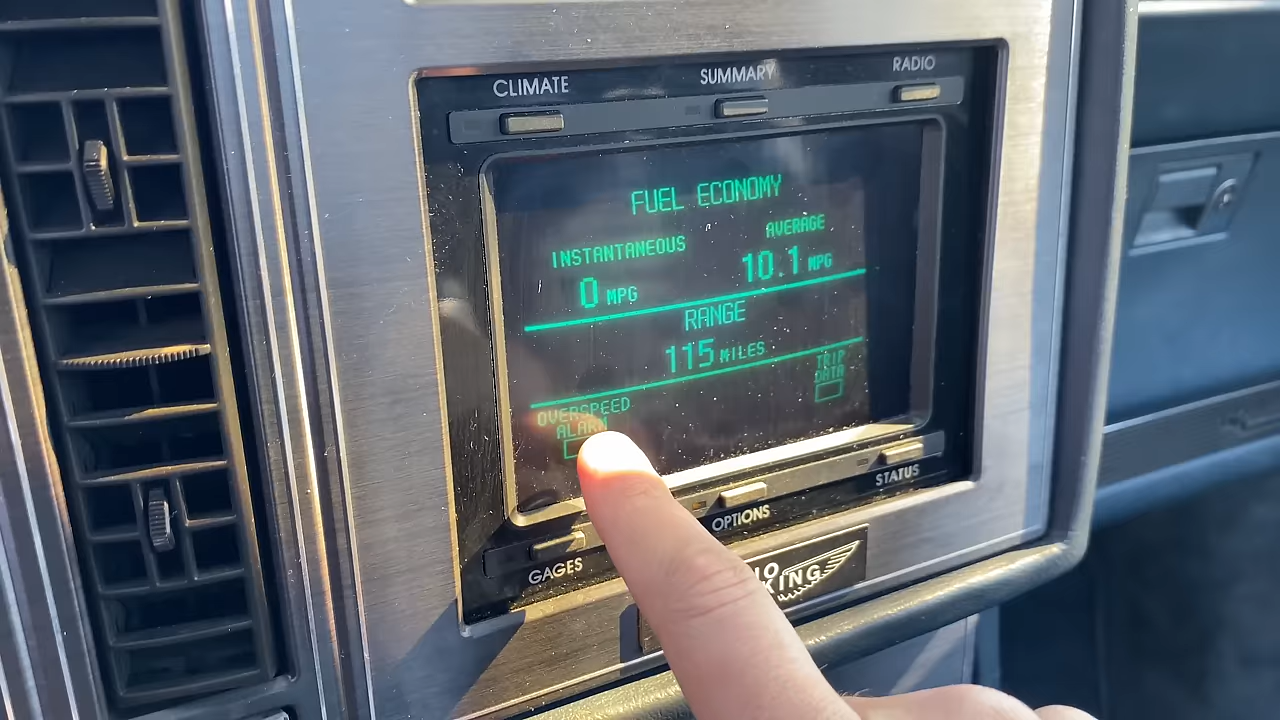 CLIMATE SUMMARY RADIO
FUEL ECONOMY
INSTANTANEOUS AVERAGE
0 MPG 10.1 MPG
RANGE
115 MILES
OVERSPEED
ALARM
TRIP
DATA
GAGES OPTIONS STATUS